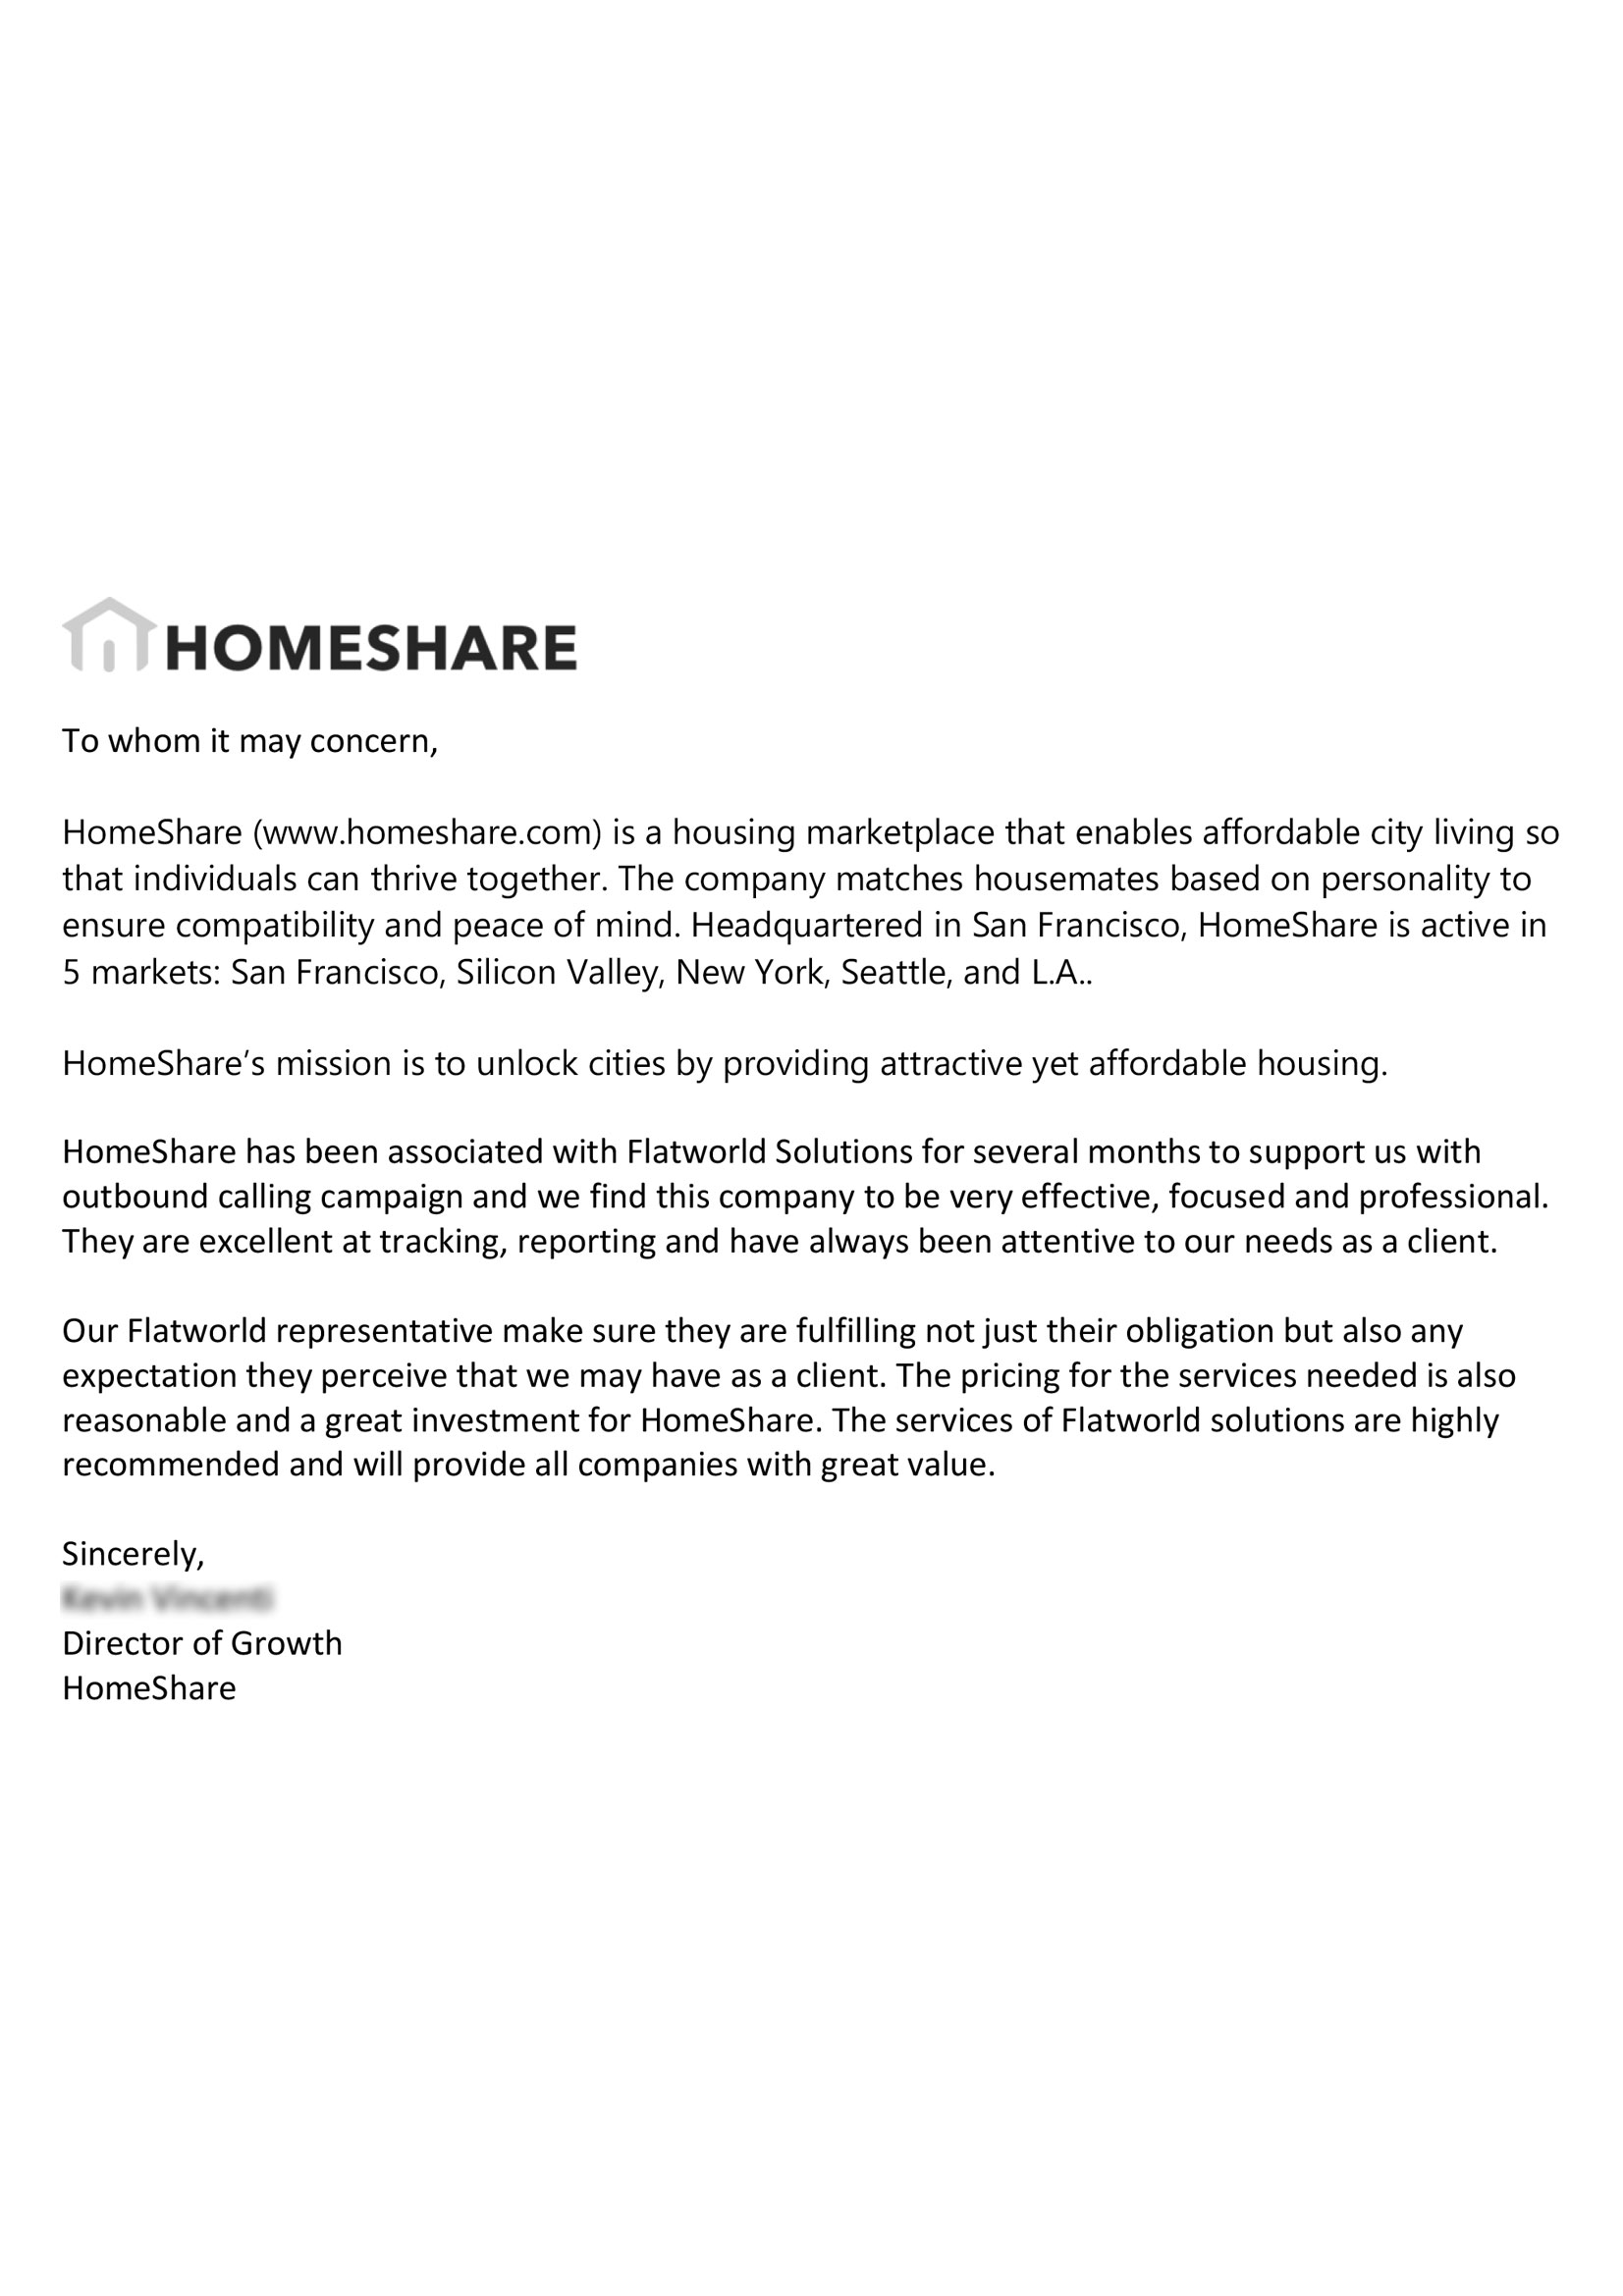 HOMESHARE
To whom it may concern,
HomeShare (www.homeshare.com) is a housing marketplace that enables affordable city living so
that individuals can thrive together. The company matches housemates based on personality to
ensure compatibility and peace of mind. Headquartered in San Francisco, HomeShare is active in
5 markets: San Francisco, Silicon Valley, New York, Seattle, and L.A..
HomeShare’s mission is to unlock cities by providing attractive yet affordable housing.
HomeShare has been associated with Flatworld Solutions for several months to support us with
outbound calling campaign and we find this company to be very effective, focused and professional.
They are excellent at tracking, reporting and have always been attentive to our needs as a client.
Our Flatworld representative make sure they are fulfilling not just their obligation but also any
expectation they perceive that we may have as a client. The pricing for the services needed is also
reasonable and a great investment for HomeShare. The services of Flatworld solutions are highly
recommended and will provide all companies with great value.
Sincerely,
Director of Growth
HomeShare